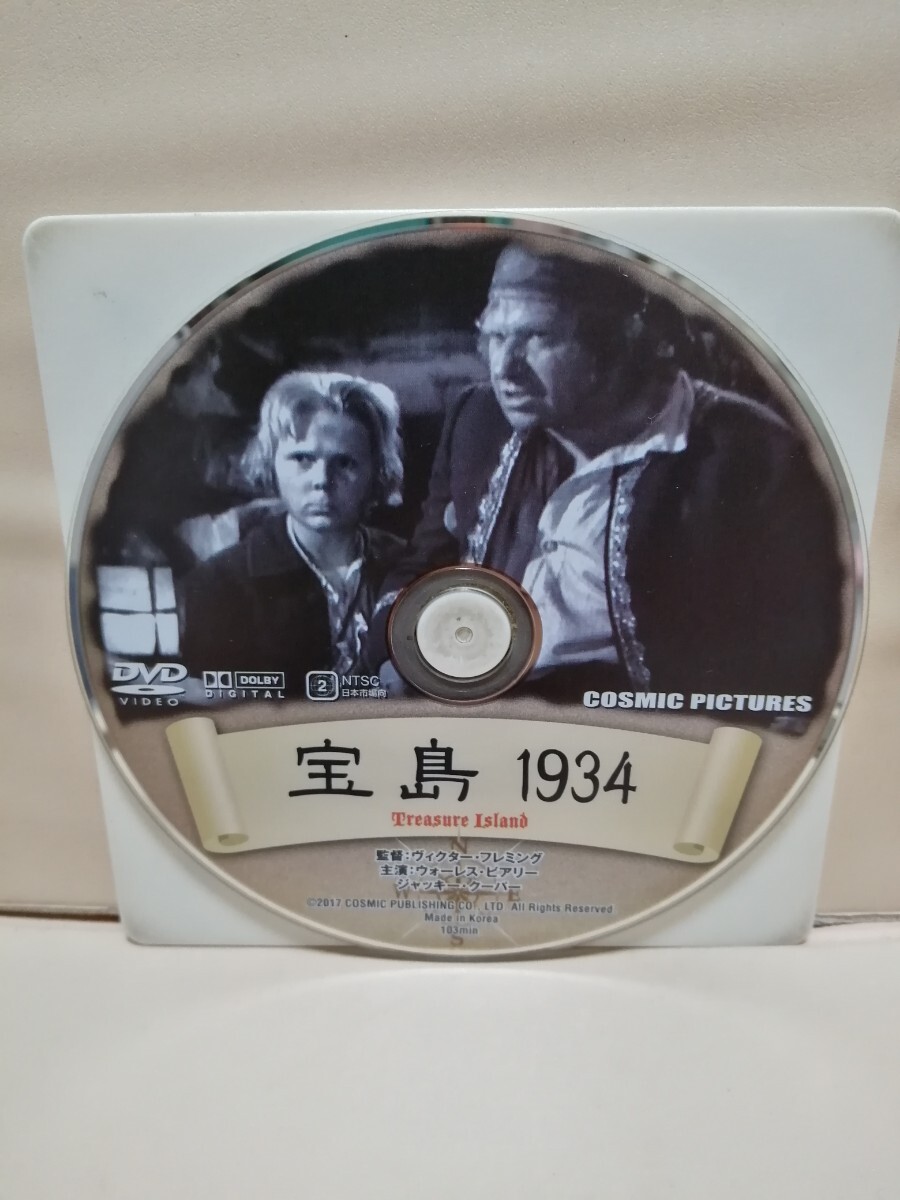 DVD
VIDEO
DOLBY
DIGITAL
2
NTSC
日本市場向
COSMIC PICTURES
宝島 1934
Treasure Island
監督:ヴィクター・フレミング
主演:ウォーレス・ビアリー
ジャッキー・クーパー
N
W E
S
©2017 COSMIC PUBLISHING CO., LTD. All Rights Reserved
Made in Korea
103min